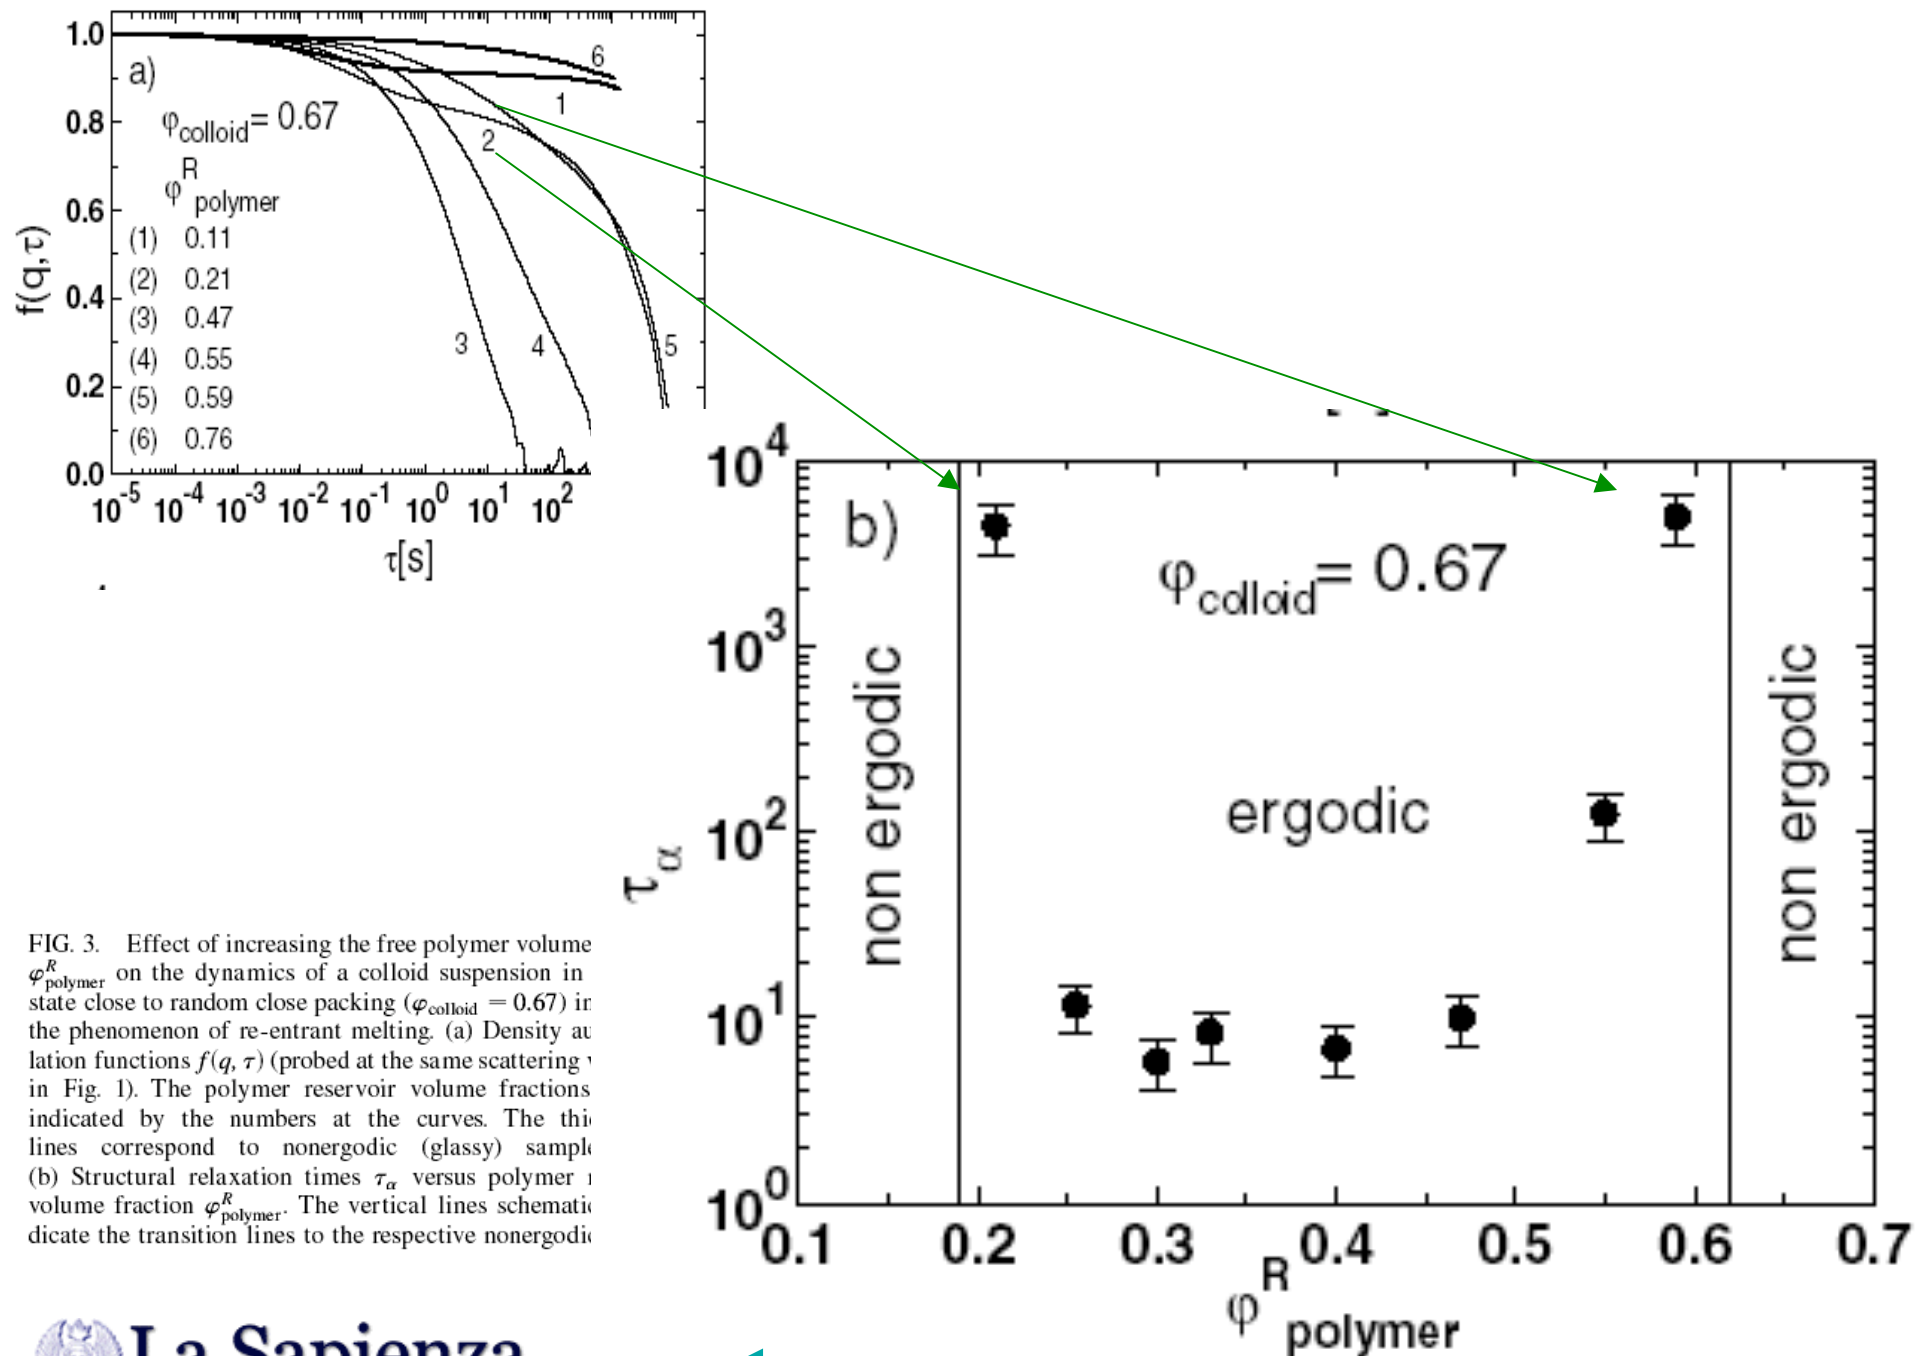 1.0
0.8
0.6
0.4
0.2
0.0
f(q,τ)
a)
φcolloid = 0.67
φRpolymer
(1) 0.11
(2) 0.21
(3) 0.47
(4) 0.55
(5) 0.59
(6) 0.76
6
1
2
3
4
5
10-5 10-4 10-3 10-2 10-1 100 101 102
τ[s]
b)
φcolloid = 0.67
104
103
102
101
100
τα
non ergodic
ergodic
non ergodic
0.1 0.2 0.3 0.4 0.5 0.6 0.7
φRpolymer
FIG. 3. Effect of increasing the free polymer volume
φRpolymer on the dynamics of a colloid suspension in
state close to random close packing (φcolloid = 0.67)
the phenomenon of re-entrant melting. (a) Density
lation functions f(q, τ) (probed at the same scattering
in Fig. 1). The polymer reservoir volume fractions
indicated by the numbers at the curves. The
lines correspond to nonergodic (glassy)
(b) Structural relaxation times τα versus polymer
volume fraction φRpolymer. The vertical lines
dicate the transition lines to the respective
La Sapienza